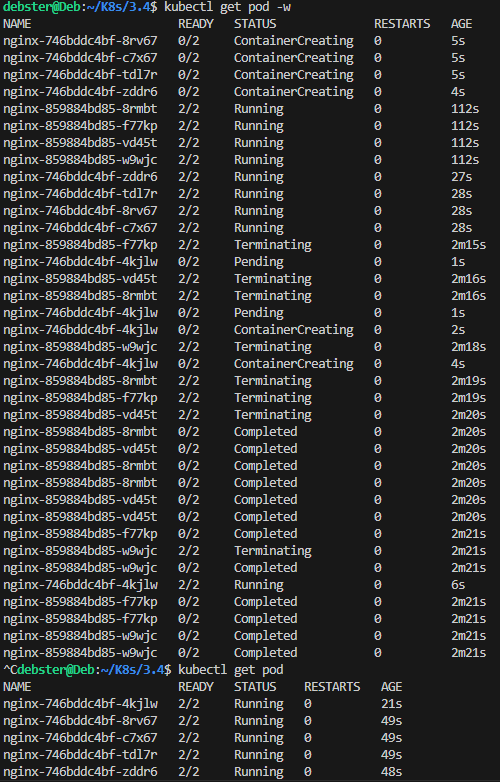 debster@Deb:~/K8s/3.4$ kubectl get pod -w
NAME READY STATUS RESTARTS AGE
nginx-746bddc4bf-8rv67 0/2 ContainerCreating 0 5s
nginx-746bddc4bf-c7x67 0/2 ContainerCreating 0 5s
nginx-746bddc4bf-tdl7r 0/2 ContainerCreating 0 5s
nginx-746bddc4bf-zddr6 0/2 ContainerCreating 0 4s
nginx-859884bd85-8rmbt 2/2 Running 0 112s
nginx-859884bd85-f77kp 2/2 Running 0 112s
nginx-859884bd85-vd45t 2/2 Running 0 112s
nginx-859884bd85-w9wjc 2/2 Running 0 112s
nginx-746bddc4bf-zddr6 2/2 Running 0 27s
nginx-746bddc4bf-tdl7r 2/2 Running 0 28s
nginx-746bddc4bf-8rv67 2/2 Running 0 28s
nginx-746bddc4bf-c7x67 2/2 Running 0 28s
nginx-859884bd85-f77kp 2/2 Terminating 0 2m15s
nginx-746bddc4bf-4kjlw 0/2 Pending 0 1s
nginx-859884bd85-vd45t 2/2 Terminating 0 2m16s
nginx-859884bd85-8rmbt 2/2 Terminating 0 2m16s
nginx-746bddc4bf-4kjlw 0/2 Pending 0 1s
nginx-746bddc4bf-4kjlw 0/2 ContainerCreating 0 2s
nginx-859884bd85-w9wjc 2/2 Terminating 0 2m18s
nginx-746bddc4bf-4kjlw 0/2 ContainerCreating 0 4s
nginx-859884bd85-8rmbt 2/2 Terminating 0 2m19s
nginx-859884bd85-f77kp 2/2 Terminating 0 2m19s
nginx-859884bd85-vd45t 2/2 Terminating 0 2m20s
nginx-859884bd85-8rmbt 0/2 Completed 0 2m20s
nginx-859884bd85-vd45t 0/2 Completed 0 2m20s
nginx-859884bd85-8rmbt 0/2 Completed 0 2m20s
nginx-859884bd85-8rmbt 0/2 Completed 0 2m20s
nginx-859884bd85-vd45t 0/2 Completed 0 2m20s
nginx-859884bd85-vd45t 0/2 Completed 0 2m20s
nginx-859884bd85-f77kp 0/2 Completed 0 2m21s
nginx-859884bd85-w9wjc 2/2 Terminating 0 2m21s
nginx-859884bd85-w9wjc 0/2 Completed 0 2m21s
nginx-746bddc4bf-4kjlw 2/2 Running 0 6s
nginx-859884bd85-f77kp 0/2 Completed 0 2m21s
nginx-859884bd85-f77kp 0/2 Completed 0 2m21s
nginx-859884bd85-w9wjc 0/2 Completed 0 2m21s
nginx-859884bd85-w9wjc 0/2 Completed 0 2m21s
^Cdebster@Deb:~/K8s/3.4$ kubectl get pod
NAME READY STATUS RESTARTS AGE
nginx-746bddc4bf-4kjlw 2/2 Running 0 21s
nginx-746bddc4bf-8rv67 2/2 Running 0 49s
nginx-746bddc4bf-c7x67 2/2 Running 0 49s
nginx-746bddc4bf-tdl7r 2/2 Running 0 49s
nginx-746bddc4bf-zddr6 2/2 Running 0 48s